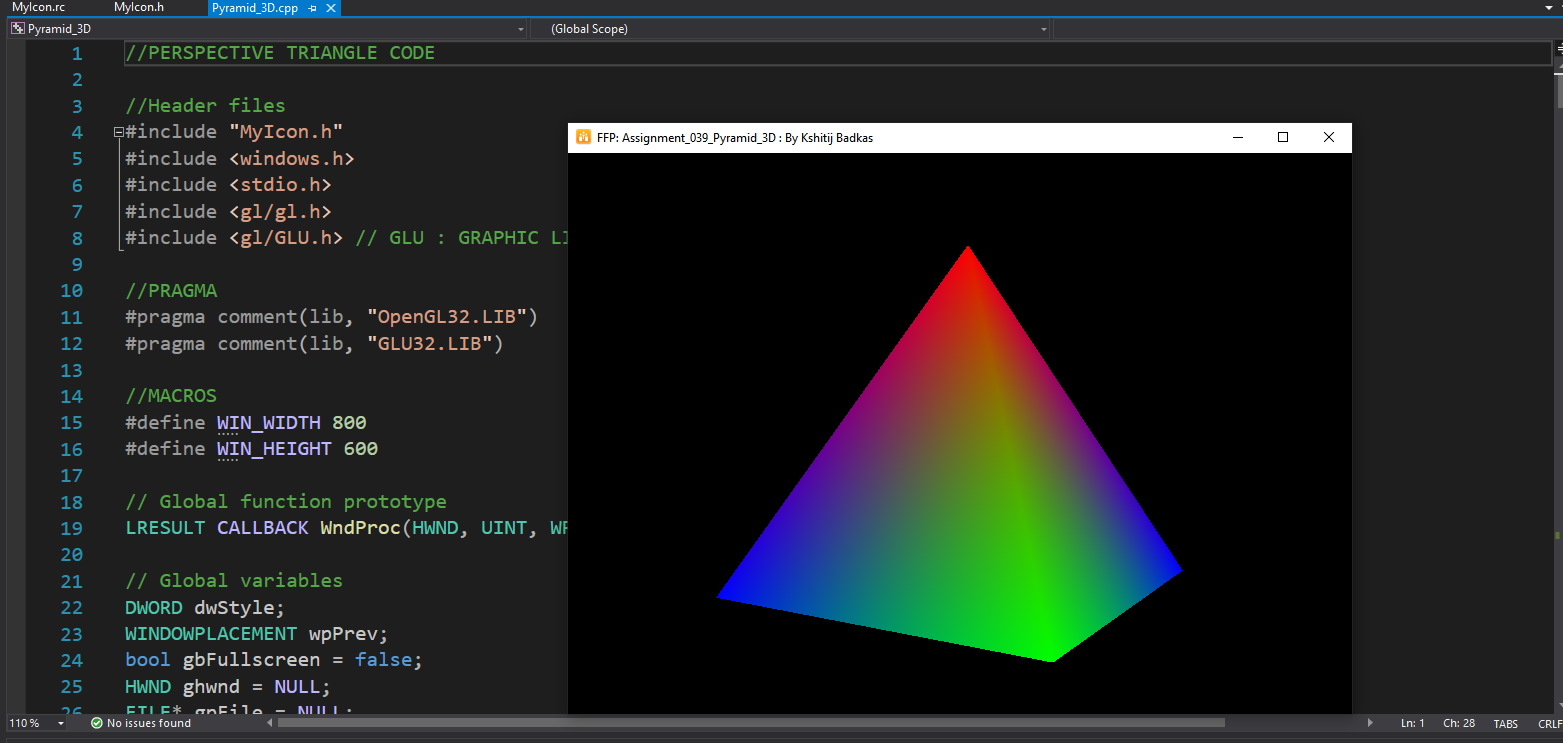 MyIcon.rc MyIcon.h Pyramid_3D.cpp
Pyramid_3D (Global Scope)
1 //PERSPECTIVE TRIANGLE CODE
2
3 //Header files
4 #include "MyIcon.h"
5 #include <windows.h>
6 #include <stdio.h>
7 #include <gl/gl.h>
8 #include <gl/GLU.h> // GLU : GRAPHIC LI
9
10 //PRAGMA
11 #pragma comment(lib, "OpenGL32.LIB")
12 #pragma comment(lib, "GLU32.LIB")
13
14 //MACROS
15 #define WIN_WIDTH 800
16 #define WIN_HEIGHT 600
17
18 // Global function prototype
19 LRESULT CALLBACK WndProc(HWND, UINT, WP
20
21 // Global variables
22 DWORD dwStyle;
23 WINDOWPLACEMENT wpPrev;
24 bool gbFullscreen = false;
25 HWND ghwnd = NULL;
26 FILE* gpFile = NULL;
FFP: Assignment_039_Pyramid_3D : By Kshitij Badkas
110 % No issues found Ln: 1 Ch: 28 TABS CRLF